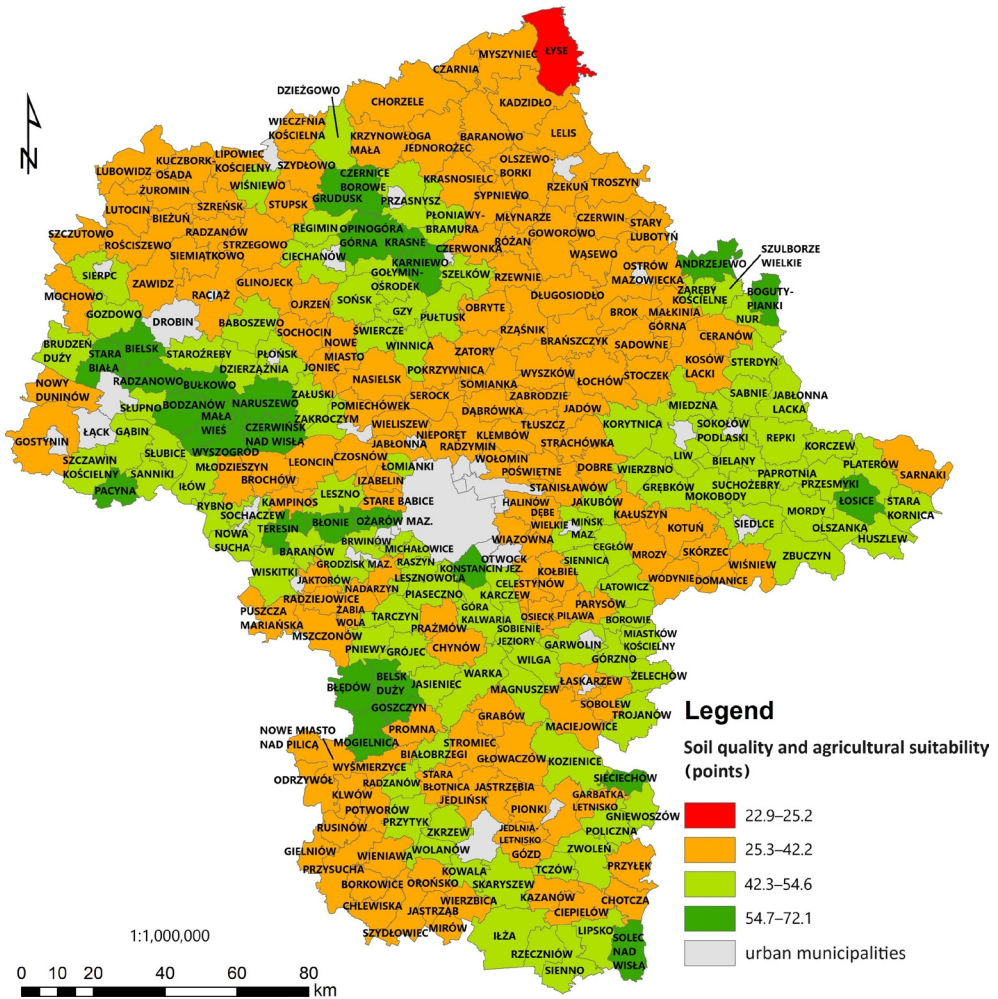 ŁYSE
MYSZYNIEC
CZARNIA
DZIEŻGOWO
CHORZELE
KADZIDŁO
WIECZFNIA
KOŚCIELNA
KRZYNOWŁOGA
MAŁA
BARANOWO
LELIS
JEDNOROŻEC
N
LIPOWIEC
KOŚCIELNY
KUCZBORK-
OSADA
LUBOWIDZ
SZYDŁOWO
OLSZEWO-
BORKI
CZERNICE
BOROWE
KRASNOSIELC
RZEKUŃ
TROSZYN
ŻUROMIN
WIŚNIEWO
GRUDUSK
PRZASNYSZ
SYPNIEWO
LUTOCIN
BIEŻUŃ
SZREŃSK
STUPSK
PŁONIAWY-
BRAMURA
MŁYNARZE
CZERWIN
STARY
LUBOTYŃ
SZCZUTOWO
RADZANÓW
REGIMIN
OPINOGÓRA
GÓRNA
KRASNE
GOWOROWO
ROŚCISZEWO
STRZEGOWO
CZERWONKA
RÓŻAN
WĄSEWO
SZULBORZE
WIELKIE
SIEMIĄTKOWO
CIECHANÓW
KARNIEWO
ANDRZEJEWO
OSTRÓW
MAZOWIECKA
SIERPC
ZAWIDZ
GLINOJECK
GOŁYMIN-
OŚRODEK
SZELKÓW
RZEWNIE
ZARĘBY
KOŚCIELNE
BOGUTY-
PIANKI
MOCHOWO
RACIĄŻ
OJRZEŃ
SOŃSK
DŁUGOSIODŁO
GOZDOWO
DROBIN
BABOSZEWO
GZY
PUŁTUSK
OBRYTE
BROK
MAŁKINIA
GÓRNA
NUR
SOCHOCIN
ŚWIERCZE
RZĄŚNIK
CERANÓW
BRUDZEŃ
DUŻY
STARA
BIAŁA
BIELSK
STAROŹREBY
PŁOŃSK
NOWE
MIASTO
WINNICA
ZATORY
BRAŃSZCZYK
SADOWNE
KOSÓW
LACKI
STERDYŃ
DZIERZĄŻNIA
JONIEC
POKRZYWNICA
WYSZKÓW
STOCZEK
NOWY
DUNINÓW
RADZANOWO
BULKOWO
NASIELSK
SOMIANKA
ŁOCHÓW
SŁUPNO
BODZANÓW
MAŁA
WIEŚ
NARUSZEWO
ZAŁUSKI
SEROCK
ZABRODZIE
SABNIE
JABŁONNA
LACKA
POMIECHÓWEK
DĄBRÓWKA
JADÓW
MIEDZNA
ŁĄCK
GĄBIN
CZERWIŃSK
NAD WISŁĄ
ZAKROCZYM
WIELISZEW
TŁUSZCZ
KORYTNICA
SOKOŁÓW
PODLASKI
GOSTYNIN
JABŁONNA
NIEPORĘT
RADZYMIN
KLEMBÓW
STRACHÓWKA
REPKI
KORCZEW
SZCZAWIN
KOŚCIELNY
SŁUBICE
WYSZOGRÓD
MŁODZIESZYN
LEONCIN
CZOSNÓW
WOŁOMIN
LIW
BIELANY
PLATERÓW
SARNAKI
SANNIKI
ŁOMIANKI
POŚWIĘTNE
DOBRE
WIERZBNO
PAPROTNIA
PACYNA
IŁÓW
BROCHÓW
IZABELIN
STANISŁAWÓW
GRĘBKÓW
SUCHOŻEBRY
PRZESMYKI
LESZNO
STARE BABICE
MOKOBODY
ŁOSICE
RYBNO
KAMPINOS
HALINÓW
JAKUBÓW
STARA
KORNICA
SOCHACZEW
DĘBE
WIELKIE
KAŁUSZYN
MORDY
TERESIN
BŁONIE
OŻARÓW MAZ.
MIŃSK
MAZ.
KOTUŃ
SIEDLCE
OLSZANKA
NOWA
SUCHA
BRWINÓW
WIĄZOWNA
HUSZLEW
BARANÓW
MICHAŁOWICE
CEGŁÓW
MROZY
SKÓRZEC
ZBUCZYN
GRODZISK MAZ.
RASZYN
OTWOCK
SIENNICA
WISKITKI
KONSTANCIN JEZ.
KOŁBIEL
WIŚNIEW
JAKTORÓW
LESZNOWOLA
CELESTYNÓW
WODYNIE
DOMANICE
NADARZYN
PIASECZNO
KARCZEW
LATOWICZ
RADZIEJOWICE
GÓRA
KALWARIA
PARYSÓW
PUSZCZA
MARIAŃSKA
ŻABIA
WOLA
TARCZYN
OSIECK
PILAWA
BOROWIE
MSZCZONÓW
PRAŻMÓW
SOBIENIE-
JEZIORY
MIASTKÓW
KOŚCIELNY
PNIEWY
GRÓJEC
CHYNÓW
GARWOLIN
WILGA
GÓRZNO
BŁĘDÓW
BELSK
DUŻY
JASIENIEC
WARKA
ŁASKARZEW
ŻELECHÓW
MAGNUSZEW
GOSZCZYN
SOBOLEW
GRABÓW
TROJANÓW
Legend
NOWE MIASTO
NAD PILICĄ
PROMNA
MACIEJOWICE
MOGIELNICA
STROMIEC
Soil quality and agricultural suitability
(points)
BIAŁOBRZEGI
GŁOWACZÓW
KOZIENICE
WYŚMIERZYCE
ODRZYWÓŁ
RADZANÓW
STARA
BŁOTNICA
JASTRZĘBIA
SIECIECHÓW
KLWÓW
JEDLIŃSK
GARBATKA-
LETNISKO
22.9–25.2
POTWORÓW
PIONKI
GNIEWOSZÓW
PRZYTYK
RUSINÓW
ZKRZEW
JEDLNIA-
LETNISKO
POLICZNA
25.3–42.2
GIELNIÓW
WIENIAWA
WOLANÓW
GÓZD
ZWOLEŃ
PRZYSUCHA
KOWALA
TCZÓW
PRZYŁĘK
42.3–54.6
BORKOWICE
OROŃSKO
SKARYSZEW
KAZANÓW
CHOTCZA
CHLEWISKA
JASTRZĄB
WIERZBICA
CIEPIELÓW
54.7–72.1
SZYDŁOWIEC
MIRÓW
IŁŻA
LIPSKO
SOLEC
NAD
WISŁĄ
1:1,000,000
RZECZNIÓW
urban municipalities
SIENNO
0 10 20 40 60 80
km